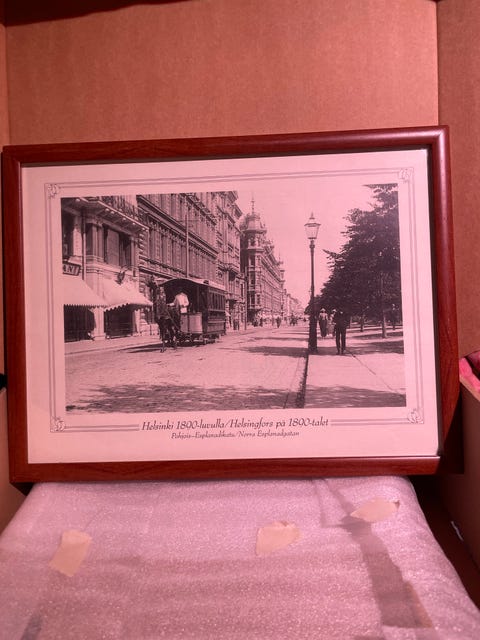 Helsinki 1890-luvulla/Helsingfors på 1890-talet
Pohjois-Esplanadikatu/Norra Esplanadgatan